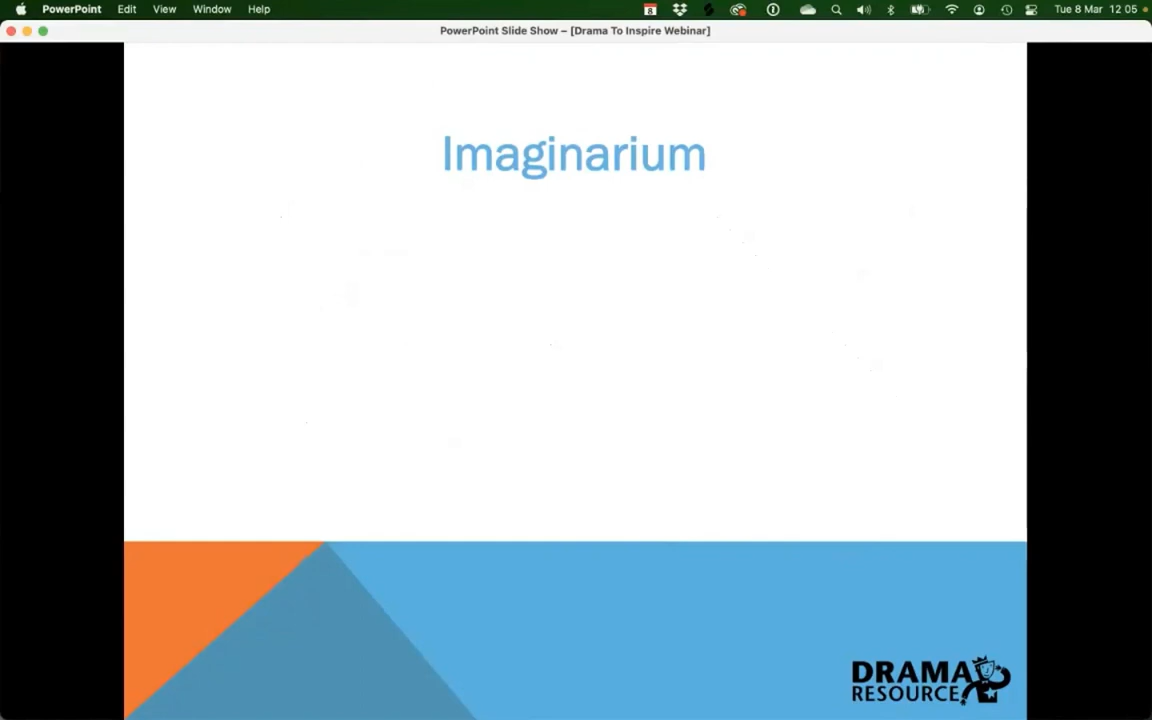 PowerPoint Edit View Window Help 8 Tue 8 Mar 12 05
PowerPoint Slide Show – [Drama To Inspire Webinar]
Imaginarium
DRAMA
RESOURCE